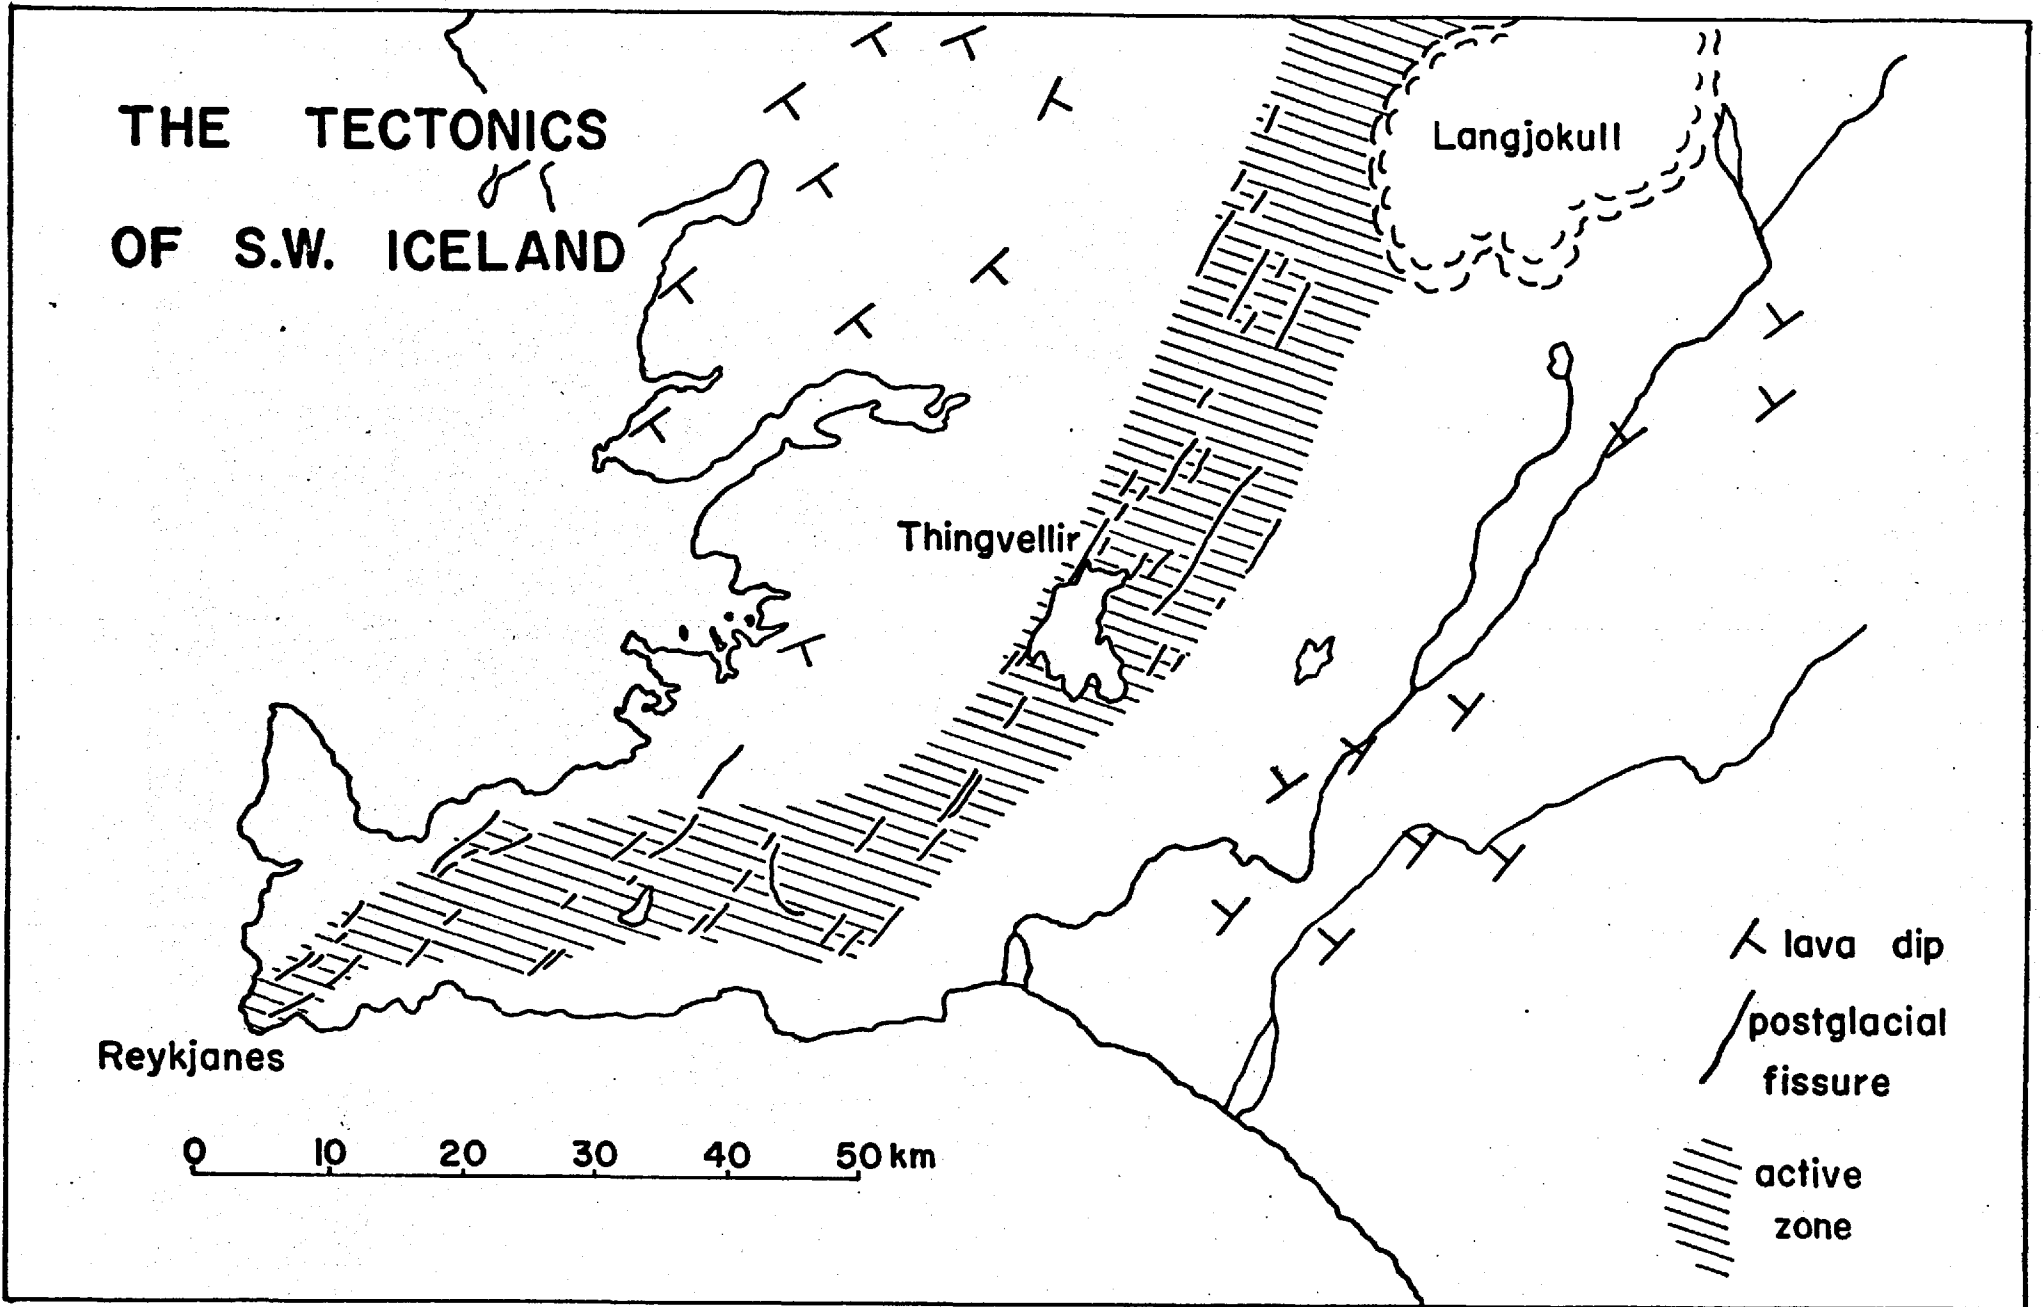 THE TECTONICS
OF S.W. ICELAND
Langjokull
Thingvellir
Reykjanes
0 10 20 30 40 50 km
lava dip
postglacial
fissure
active
zone